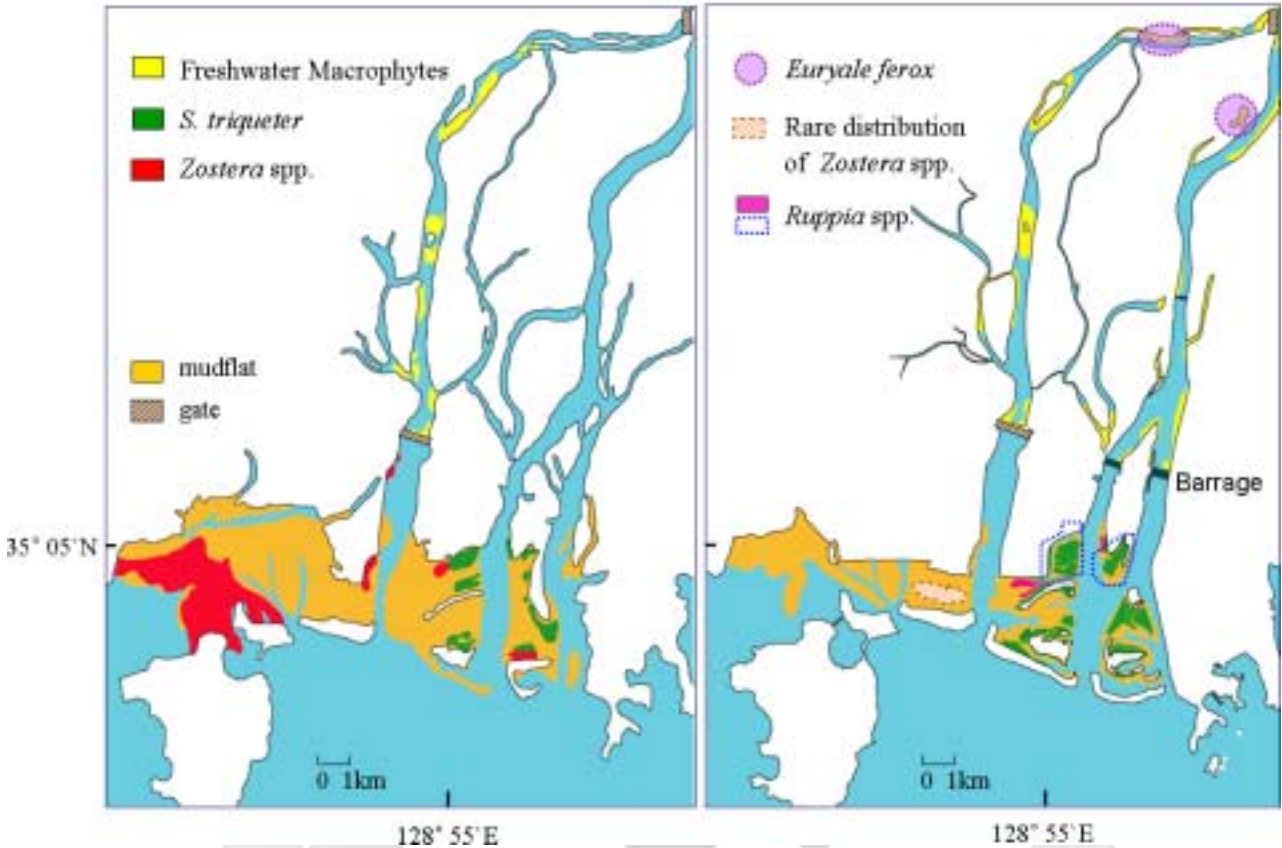 Freshwater Macrophytes
S. triqueter
Zostera spp.
mudflat
gate
35° 05'N
0 1km
128° 55'E
Euryale ferox
Rare distribution
of Zostera spp.
Ruppia spp.
Barrage
0 1km
128° 55'E